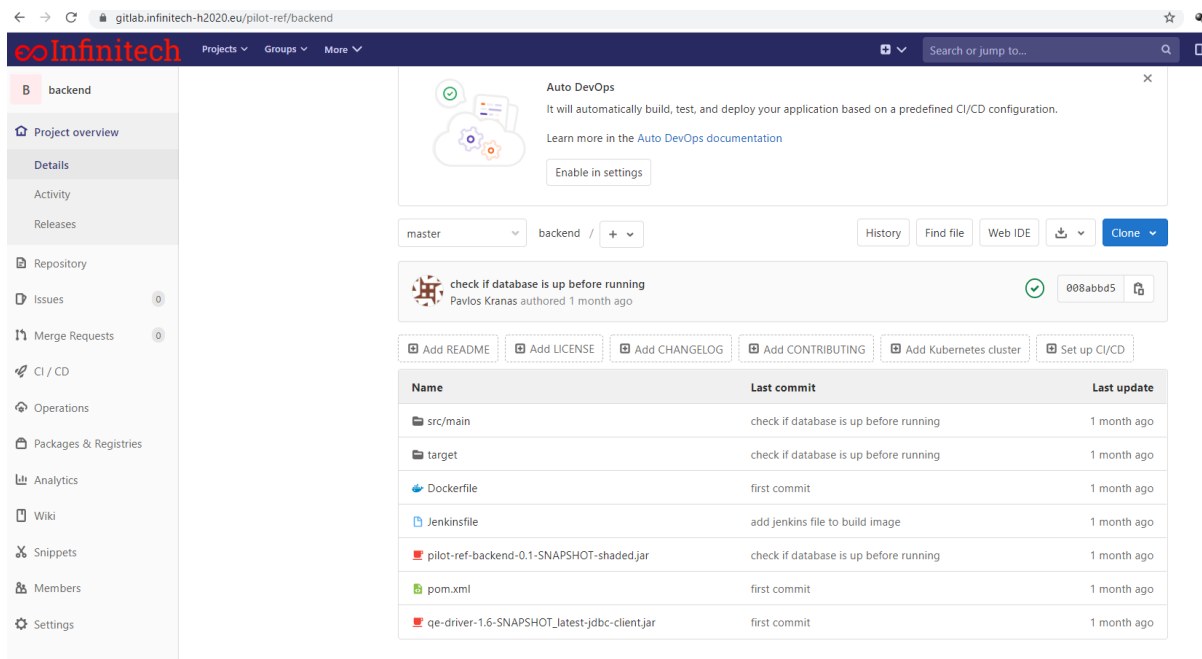 gitlab.infinitech-h2020.eu/pilot-ref/backend
∞Infinitech Projects Groups More Search or jump to...
B backend
Project overview
Details
Activity
Releases
Repository
Issues 0
Merge Requests 0
CI / CD
Operations
Packages & Registries
Analytics
Wiki
Snippets
Members
Settings
Auto DevOps
It will automatically build, test, and deploy your application based on a predefined CI/CD configuration.
Learn more in the Auto DevOps documentation
Enable in settings
master backend / + History Find file Web IDE Clone
check if database is up before running
Pavlos Kranas authored 1 month ago
008abbd5
Add README Add LICENSE Add CHANGELOG Add CONTRIBUTING Add Kubernetes cluster Set up CI/CD
Name Last commit Last update
src/main check if database is up before running 1 month ago
target check if database is up before running 1 month ago
Dockerfile first commit 1 month ago
Jenkinsfile add jenkins file to build image 1 month ago
pilot-ref-backend-0.1-SNAPSHOT-shaded.jar check if database is up before running 1 month ago
pom.xml first commit 1 month ago
qe-driver-1.6-SNAPSHOT_latest-jdbc-client.jar first commit 1 month ago